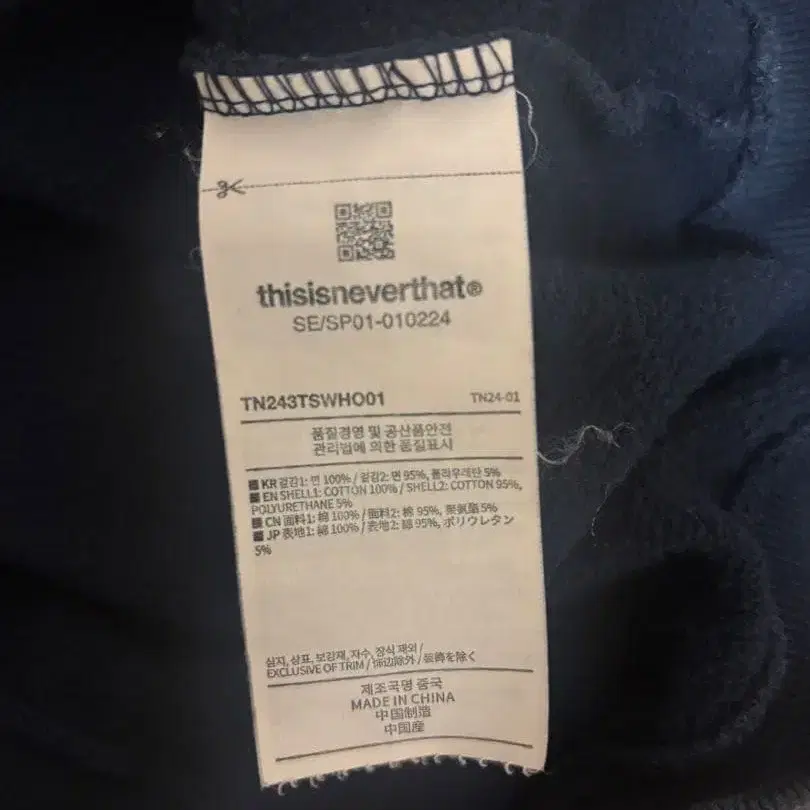 thisisneverthat®
SE/SP01-010224
TN243TSWHO01
TN24-01
품질경영 및 공산품안전
관리법에 의한 품질표시
KR 겉감1: 면 100% / 겉감2: 면 95%, 폴리우레탄 5%
EN SHELL1: COTTON 100% / SHELL2: COTTON 95%,
POLYURETHANE 5%
CN 面料1: 棉 100% / 面料2: 棉 95%, 聚氨酯 5%
JP 表地1: 綿 100% / 表地2: 綿 95%, ポリウレタン
5%
심지, 상표, 보강재, 자수, 장식 제외 /
EXCLUSIVE OF TRIM / 饰边除外 / 装飾を除く
제조국명 중국
MADE IN CHINA
中国制造
中国産